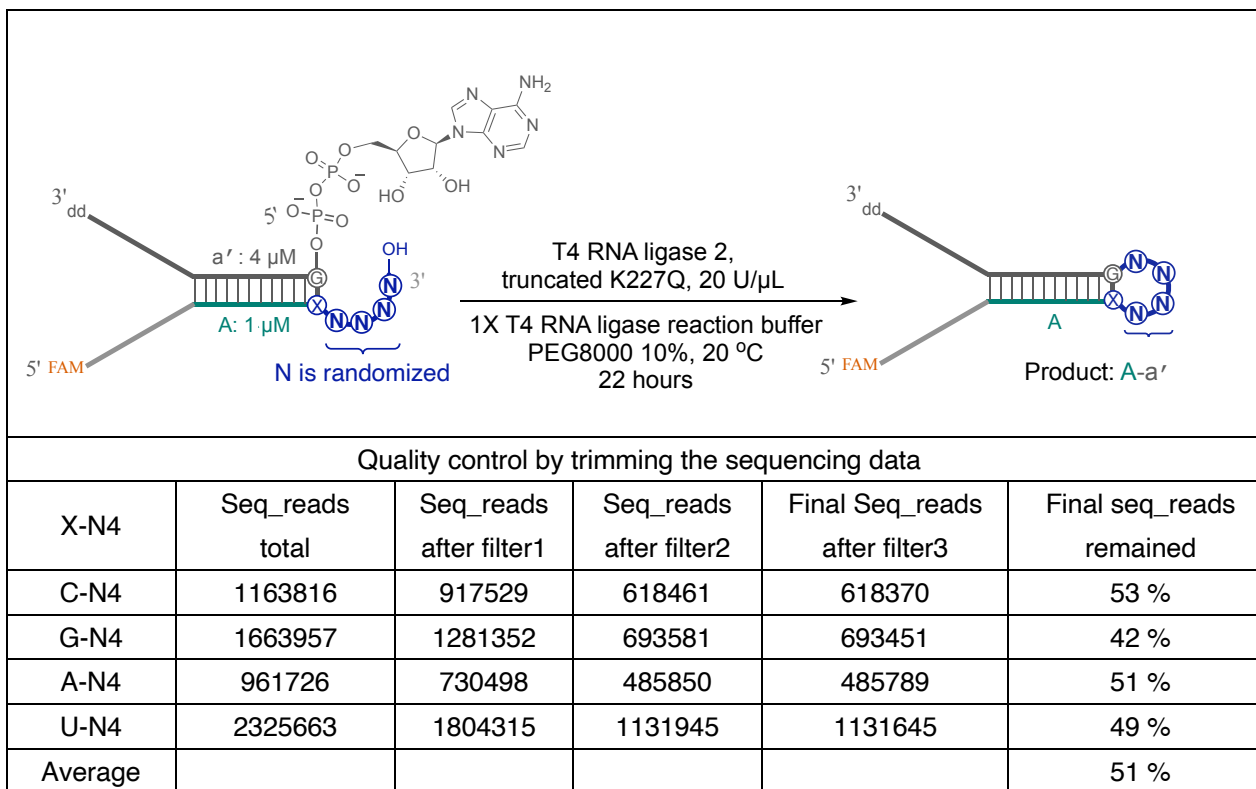 NH2
N
N
N
N
O
O
O
P
O
O
HO
OH
5' O
P
O
O
3'
dd
a′ : 4 μM
G
X
A: 1 μM
N
N
N
N
OH
3'
5' FAM
N is randomized
T4 RNA ligase 2,
truncated K227Q, 20 U/μL
1X T4 RNA ligase reaction buffer
PEG8000 10%, 20 ºC
22 hours
3'
dd
G
X
N
N
N
N
A
5' FAM
Product: A-a′
Quality control by trimming the sequencing data
X-N4 Seq_reads total Seq_reads after filter1 Seq_reads after filter2 Final Seq_reads after filter3 Final seq_reads remained
C-N4 1163816 917529 618461 618370 53 %
G-N4 1663957 1281352 693581 693451 42 %
A-N4 961726 730498 485850 485789 51 %
U-N4 2325663 1804315 1131945 1131645 49 %
Average 51 %